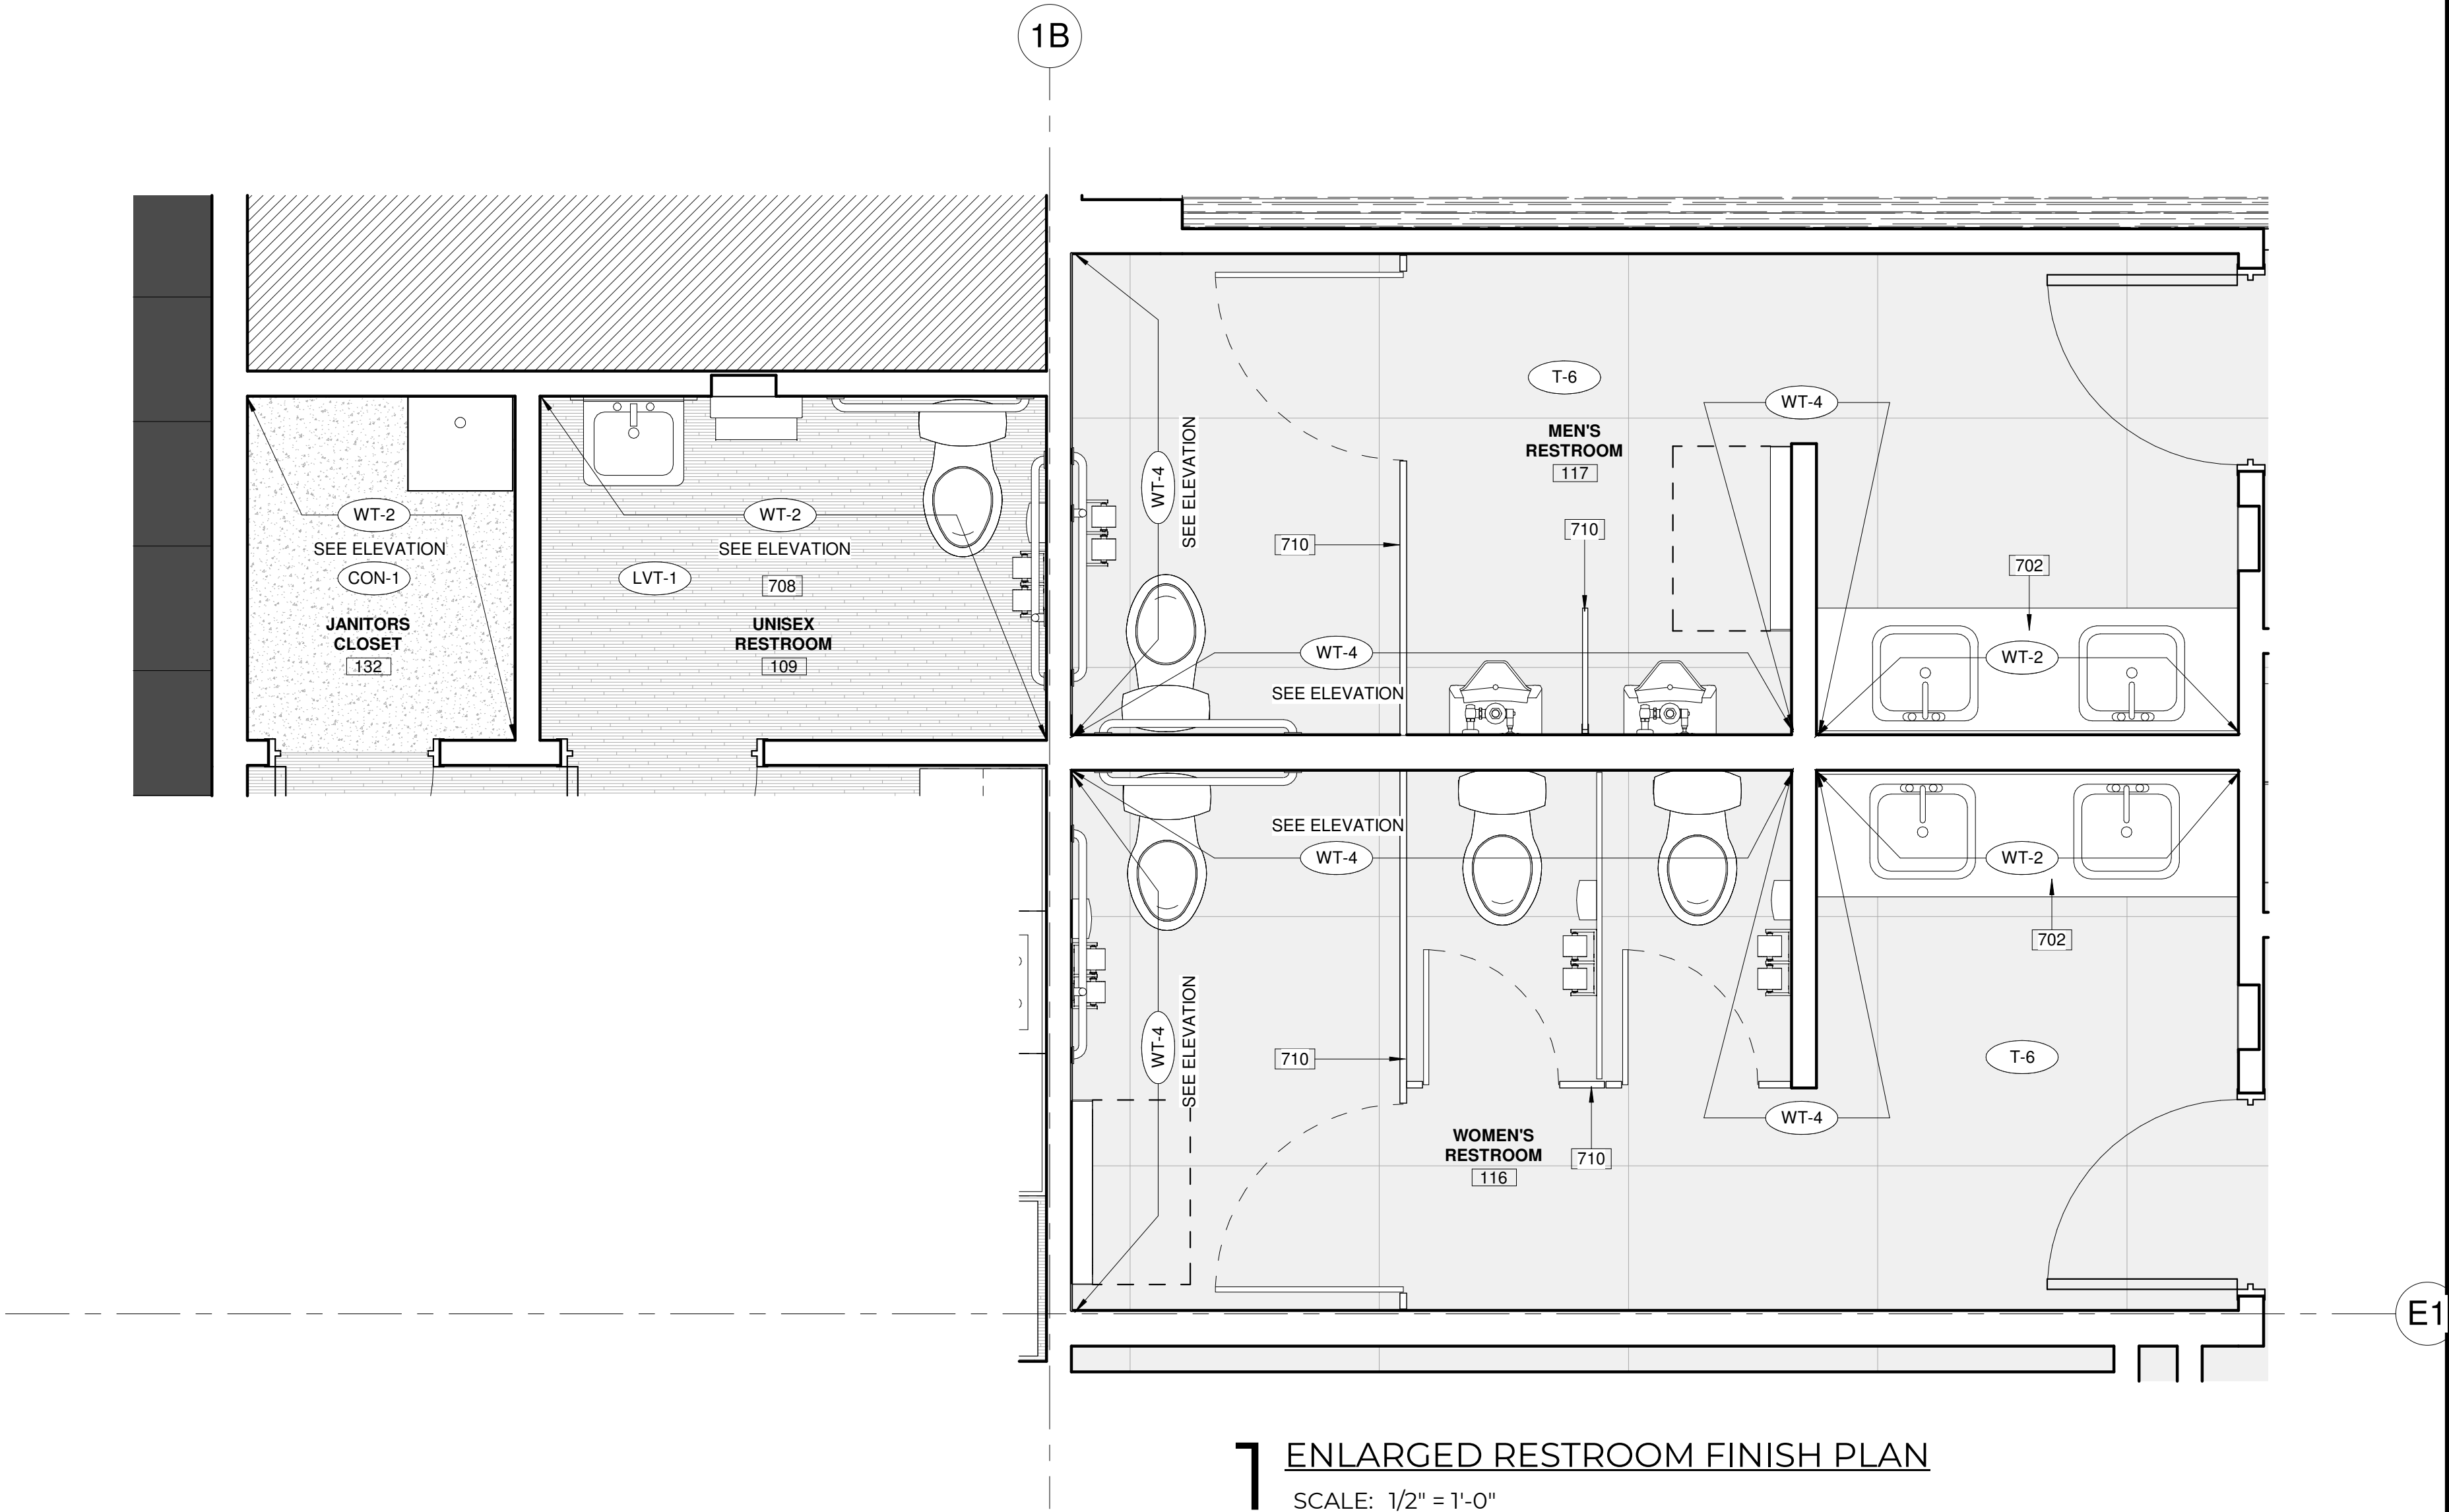 1B
T-6
WT-4
MEN'S
RESTROOM
117
WT-4
SEE ELEVATION
710
710
702
WT-2
WT-4
SEE ELEVATION
WT-2
SEE ELEVATION
CON-1
JANITORS
CLOSET
132
WT-2
SEE ELEVATION
LVT-1
708
UNISEX
RESTROOM
109
SEE ELEVATION
WT-4
WT-2
702
WT-4
SEE ELEVATION
710
T-6
WT-4
WOMEN'S
RESTROOM
116
710
E1
1 ENLARGED RESTROOM FINISH PLAN
SCALE: 1/2" = 1'-0"